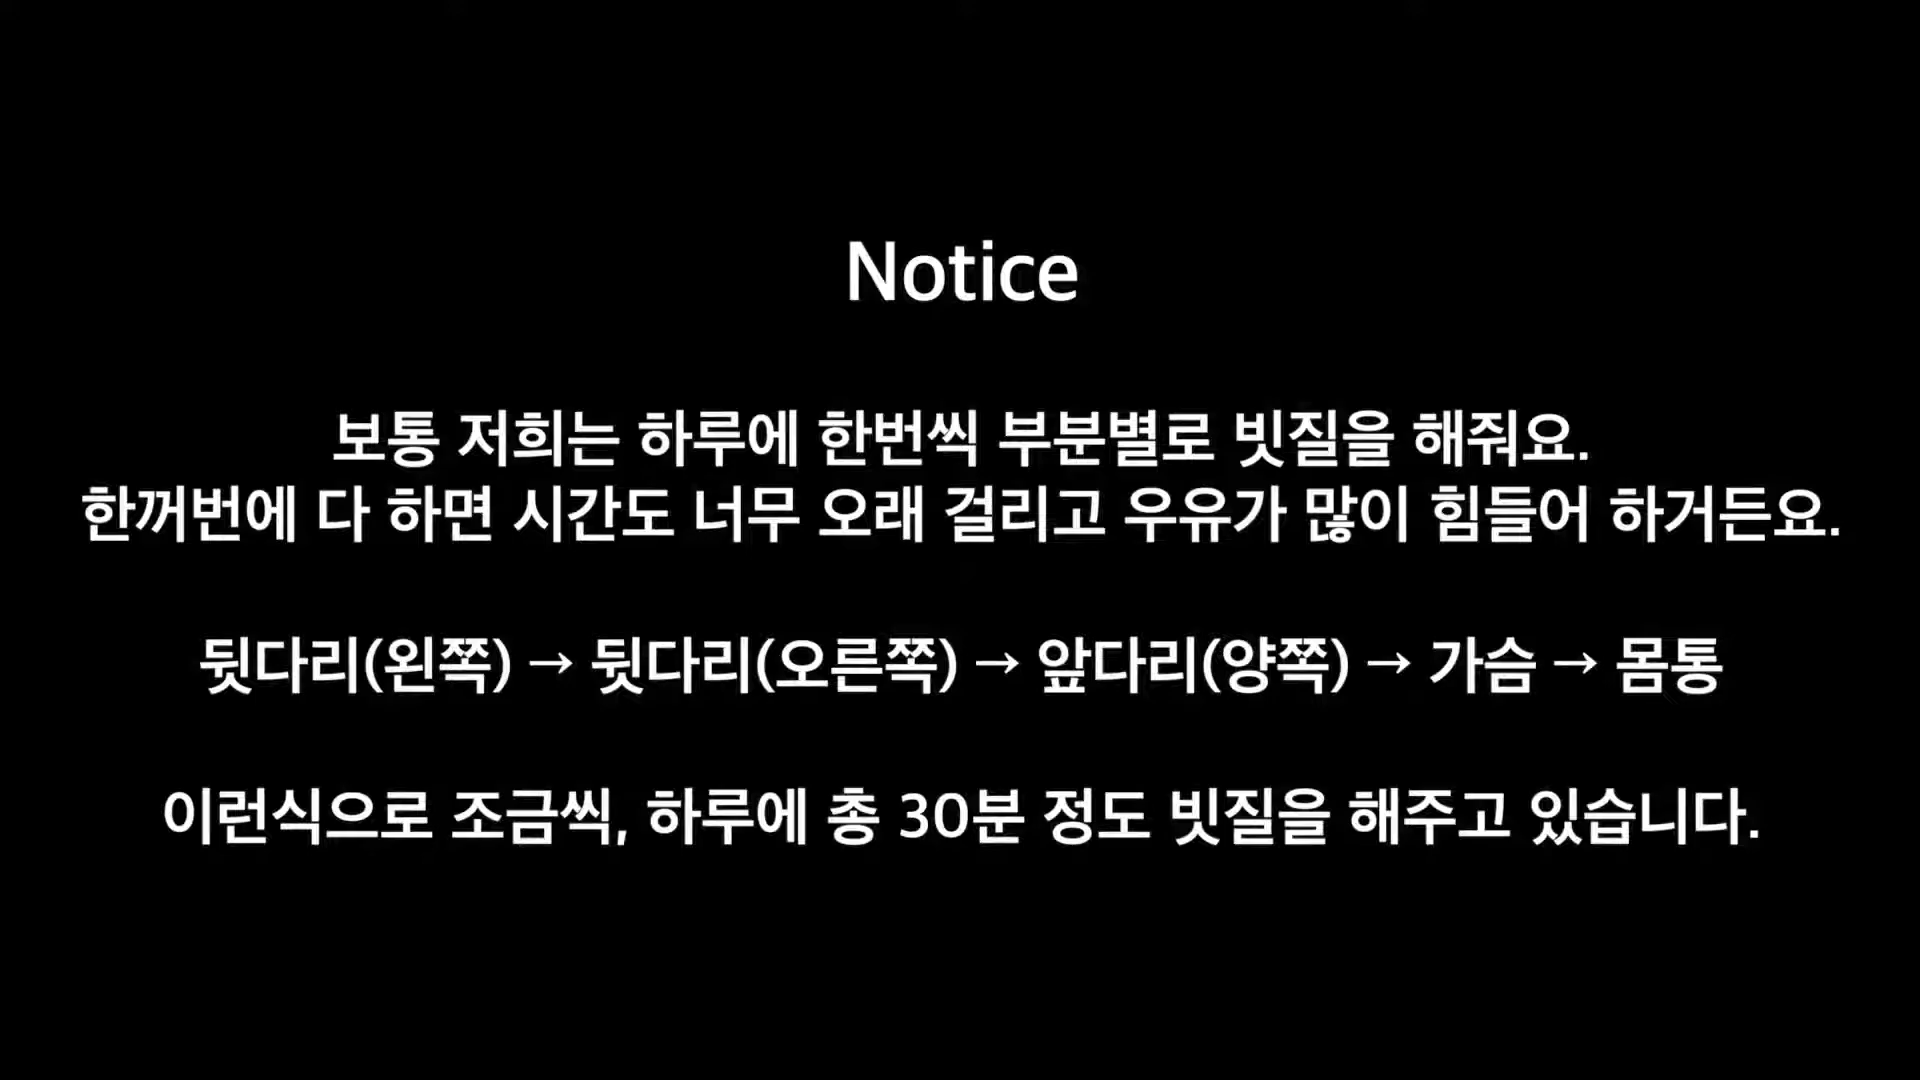 Notice
보통 저희는 하루에 한번씩 부분별로 빗질을 해줘요.
한꺼번에 다 하면 시간도 너무 오래 걸리고 우유가 많이 힘들어 하거든요.
뒷다리(왼쪽) → 뒷다리(오른쪽) → 앞다리(양쪽) → 가슴 → 몸통
이런식으로 조금씩, 하루에 총 30분 정도 빗질을 해주고 있습니다.